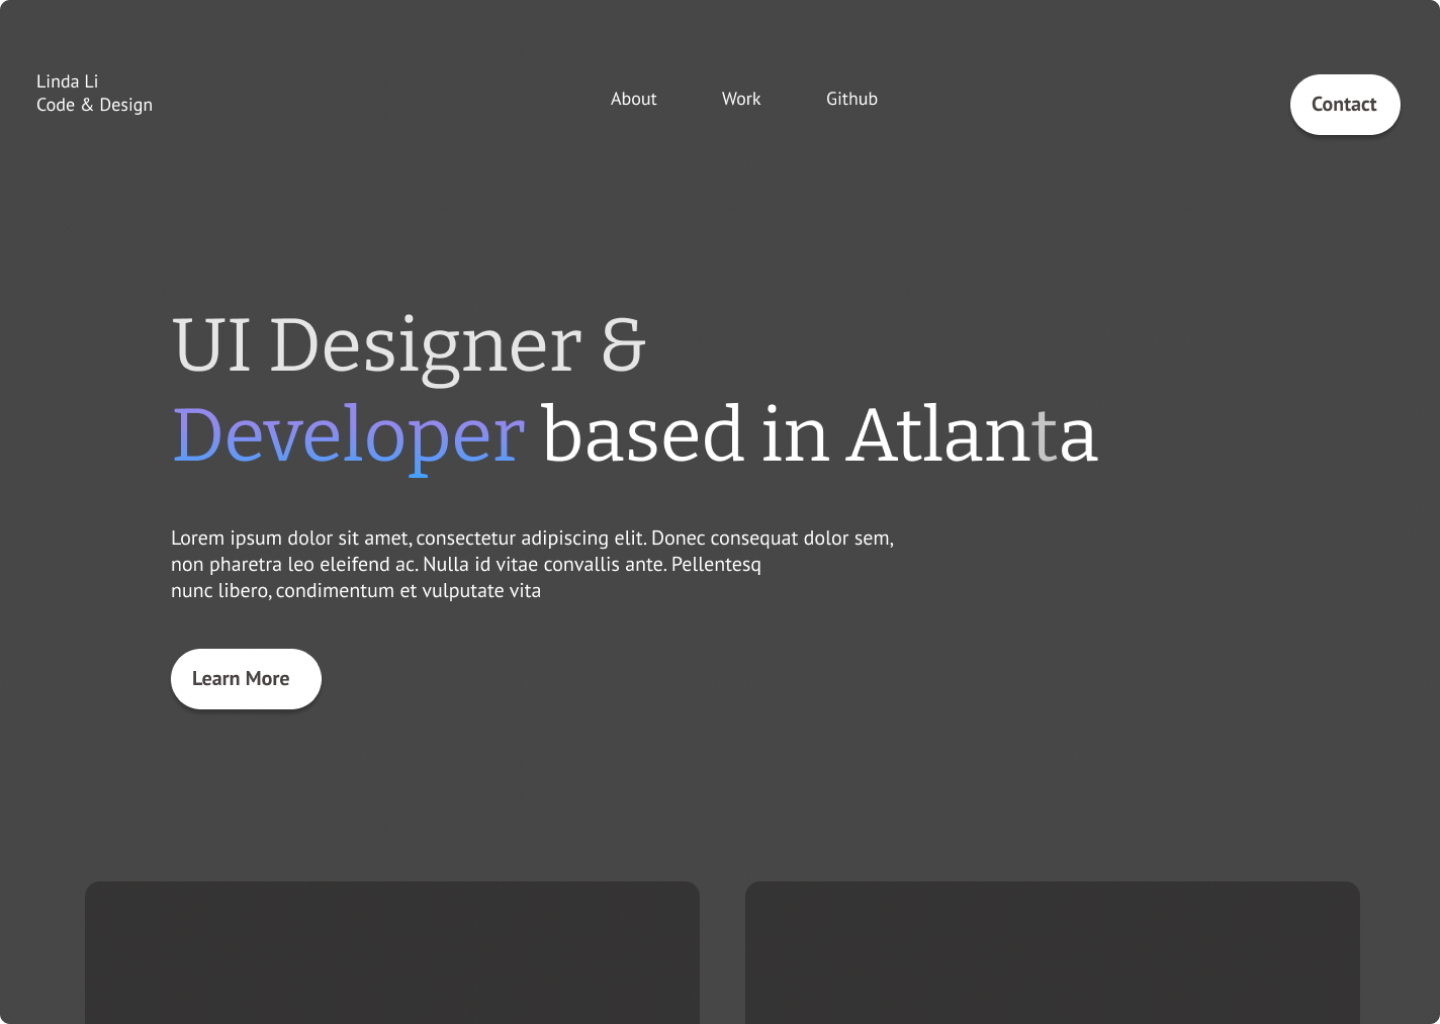 Linda Li
Code & Design
About
Work
Github
Contact
UI Designer &
Developer based in Atlanta
Lorem ipsum dolor sit amet, consectetur adipiscing elit. Donec consequat dolor sem,
non pharetra leo eleifend ac. Nulla id vitae convallis ante. Pellentesq
nunc libero, condimentum et vulputate vita
Learn More